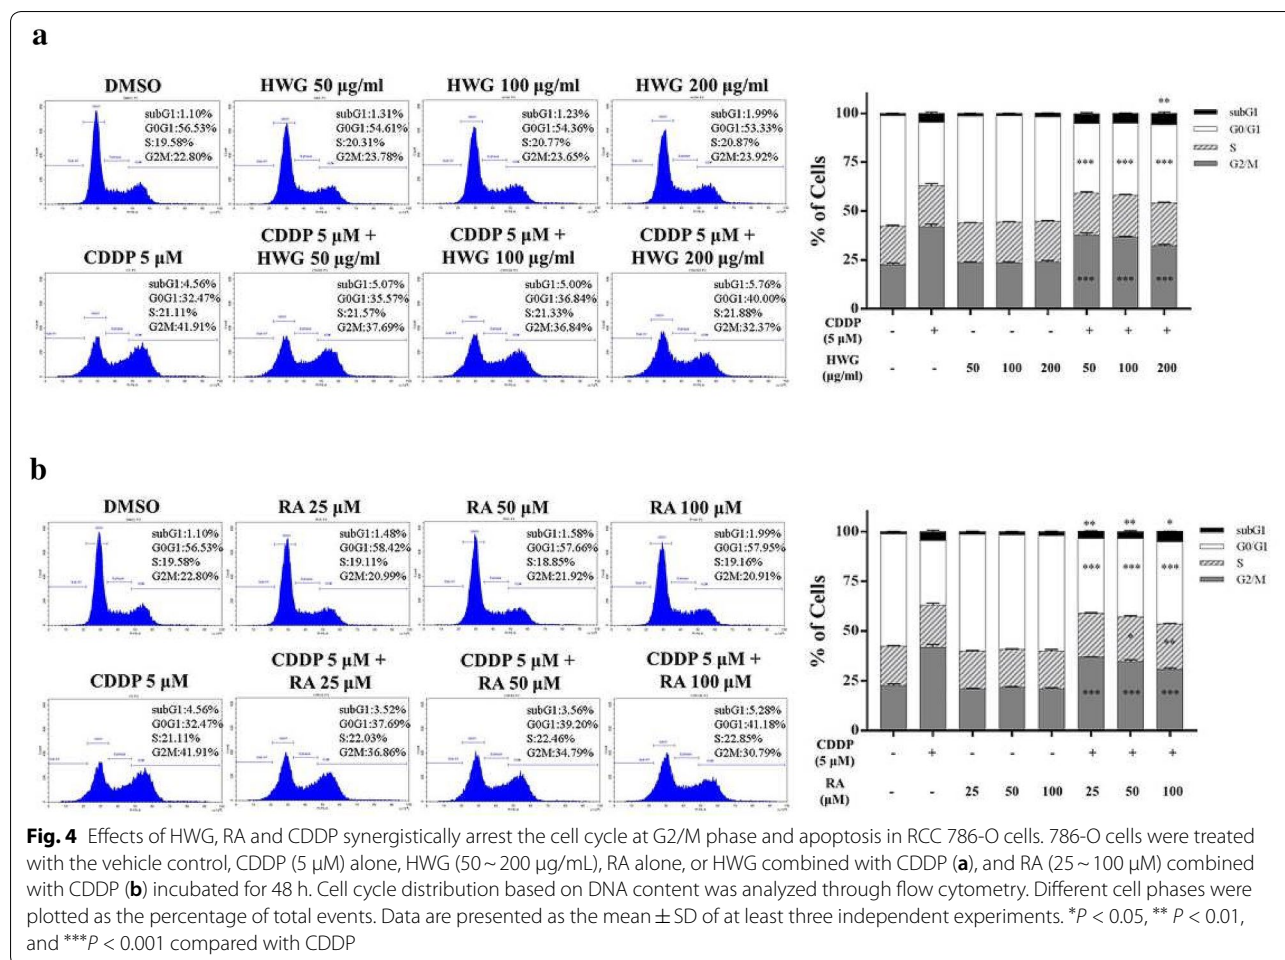 a
DMSO
HWG 50 μg/ml
HWG 100 μg/ml
HWG 200 μg/ml
subG1:1.10%
G0G1:56.53%
S:19.58%
G2M:22.80%
subG1:1.31%
G0G1:54.61%
S:20.31%
G2M:23.78%
subG1:1.23%
G0G1:54.36%
S:20.77%
G2M:23.65%
subG1:1.99%
G0G1:53.33%
S:20.87%
G2M:23.92%
CDDP 5 μM
CDDP 5 μM +
HWG 50 μg/ml
CDDP 5 μM +
HWG 100 μg/ml
CDDP 5 μM +
HWG 200 μg/ml
subG1:4.56%
G0G1:32.47%
S:21.11%
G2M:41.91%
subG1:5.07%
G0G1:35.57%
S:21.57%
G2M:37.69%
subG1:5.00%
G0G1:36.84%
S:21.33%
G2M:36.84%
subG1:5.76%
G0G1:40.00%
S:21.88%
G2M:32.37%
% of Cells
100
75
50
25
0
**
*** *** ***
*** *** ***
subG1
G0/G1
S
G2/M
CDDP
(5 μM)
- + - - - + + +
HWG
(μg/ml)
- - 50 100 200 50 100 200
b
DMSO
RA 25 μM
RA 50 μM
RA 100 μM
subG1:1.10%
G0G1:56.53%
S:19.58%
G2M:22.80%
subG1:1.48%
G0G1:58.42%
S:19.11%
G2M:20.99%
subG1:1.58%
G0G1:57.66%
S:18.85%
G2M:21.92%
subG1:1.99%
G0G1:57.95%
S:19.16%
G2M:20.91%
CDDP 5 μM
CDDP 5 μM +
RA 25 μM
CDDP 5 μM +
RA 50 μM
CDDP 5 μM +
RA 100 μM
subG1:4.56%
G0G1:32.47%
S:21.11%
G2M:41.91%
subG1:3.52%
G0G1:37.69%
S:22.03%
G2M:36.86%
subG1:3.56%
G0G1:39.20%
S:22.46%
G2M:34.79%
subG1:5.28%
G0G1:41.18%
S:22.85%
G2M:30.79%
% of Cells
100
75
50
25
0
** ** *
*** *** ***
* **
*** *** ***
subG1
G0/G1
S
G2/M
CDDP
(5 μM)
- + - - - + + +
RA
(μM)
- - 25 50 100 25 50 100
Fig. 4 Effects of HWG, RA and CDDP synergistically arrest the cell cycle at G2/M phase and apoptosis in RCC 786-O cells. 786-O cells were treated
with the vehicle control, CDDP (5 μM) alone, HWG (50 ~ 200 μg/mL), RA alone, or HWG combined with CDDP (a), and RA (25 ~ 100 μM) combined
with CDDP (b) incubated for 48 h. Cell cycle distribution based on DNA content was analyzed through flow cytometry. Different cell phases were
plotted as the percentage of total events. Data are presented as the mean ± SD of at least three independent experiments. *P < 0.05, ** P < 0.01,
and ***P < 0.001 compared with CDDP